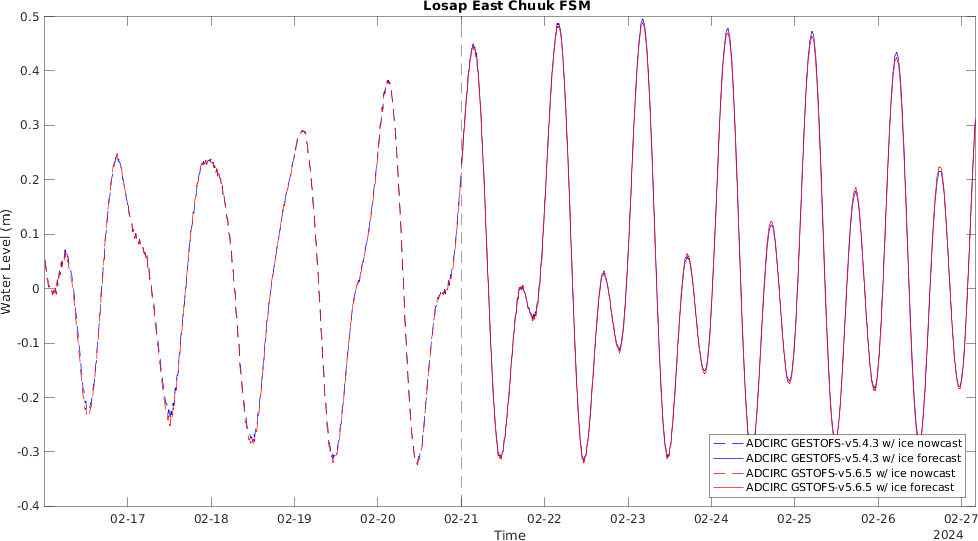 Losap East Chuuk FSM
0.5
0.4
0.3
0.2
0.1
0
-0.1
-0.2
-0.3
-0.4
Water Level (m)
ADCIRC GESTOFS-v5.4.3 w/ ice nowcast
ADCIRC GESTOFS-v5.4.3 w/ ice forecast
ADCIRC GSTOFS-v5.6.5 w/ ice nowcast
ADCIRC GSTOFS-v5.6.5 w/ ice forecast
02-17 02-18 02-19 02-20 02-21 02-22 02-23 02-24 02-25 02-26 02-27
Time
2024